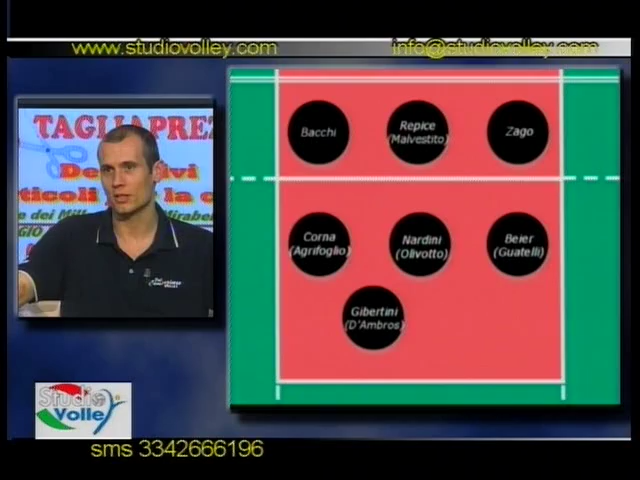 www.studiovolley.com
info@studiovolley.com
TAGLIAPREZ
Bacchi
Repice
(Malvestito)
Zago
Corna
(Agrifoglio)
Nardini
(Olivotto)
Beier
(Guatelli)
Gibertini
(D'Ambros)
Studio
Volley
sms 3342666196